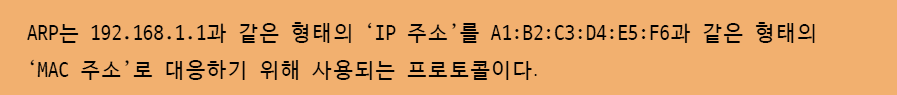 ARP는 192.168.1.1과 같은 형태의 ‘IP 주소’를 A1:B2:C3:D4:E5:F6과 같은 형태의
‘MAC 주소’로 대응하기 위해 사용되는 프로토콜이다.